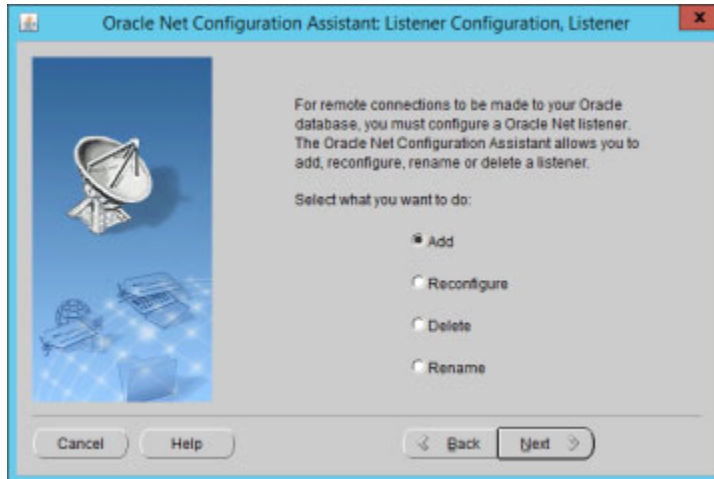 Oracle Net Configuration Assistant: Listener Configuration, Listener
For remote connections to be made to your Oracle
database, you must configure a Oracle Net listener.
The Oracle Net Configuration Assistant allows you to
add, reconfigure, rename or delete a listener.
Select what you want to do:
Add
Reconfigure
Delete
Rename
Cancel
Help
Back
Next